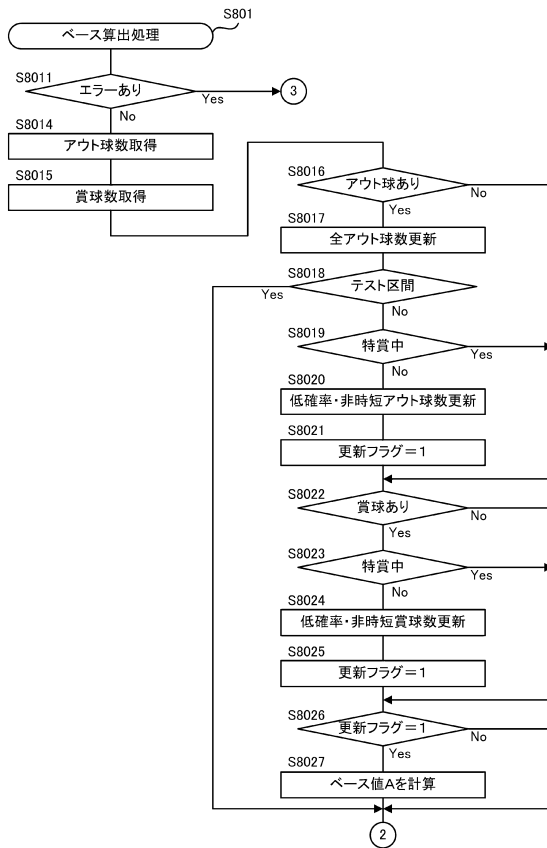 ベース算出処理
S801
S8011
エラーあり
Yes
3
No
S8014
アウト球数取得
S8015
賞球数取得
S8016
アウト球あり
No
Yes
S8017
全アウト球数更新
S8018
テスト区間
Yes
No
S8019
特賞中
Yes
No
S8020
低確率・非時短アウト球数更新
S8021
更新フラグ＝1
S8022
賞球あり
No
Yes
S8023
特賞中
Yes
No
S8024
低確率・非時短賞球数更新
S8025
更新フラグ＝1
S8026
更新フラグ＝1
No
Yes
S8027
ベース値Aを計算
2